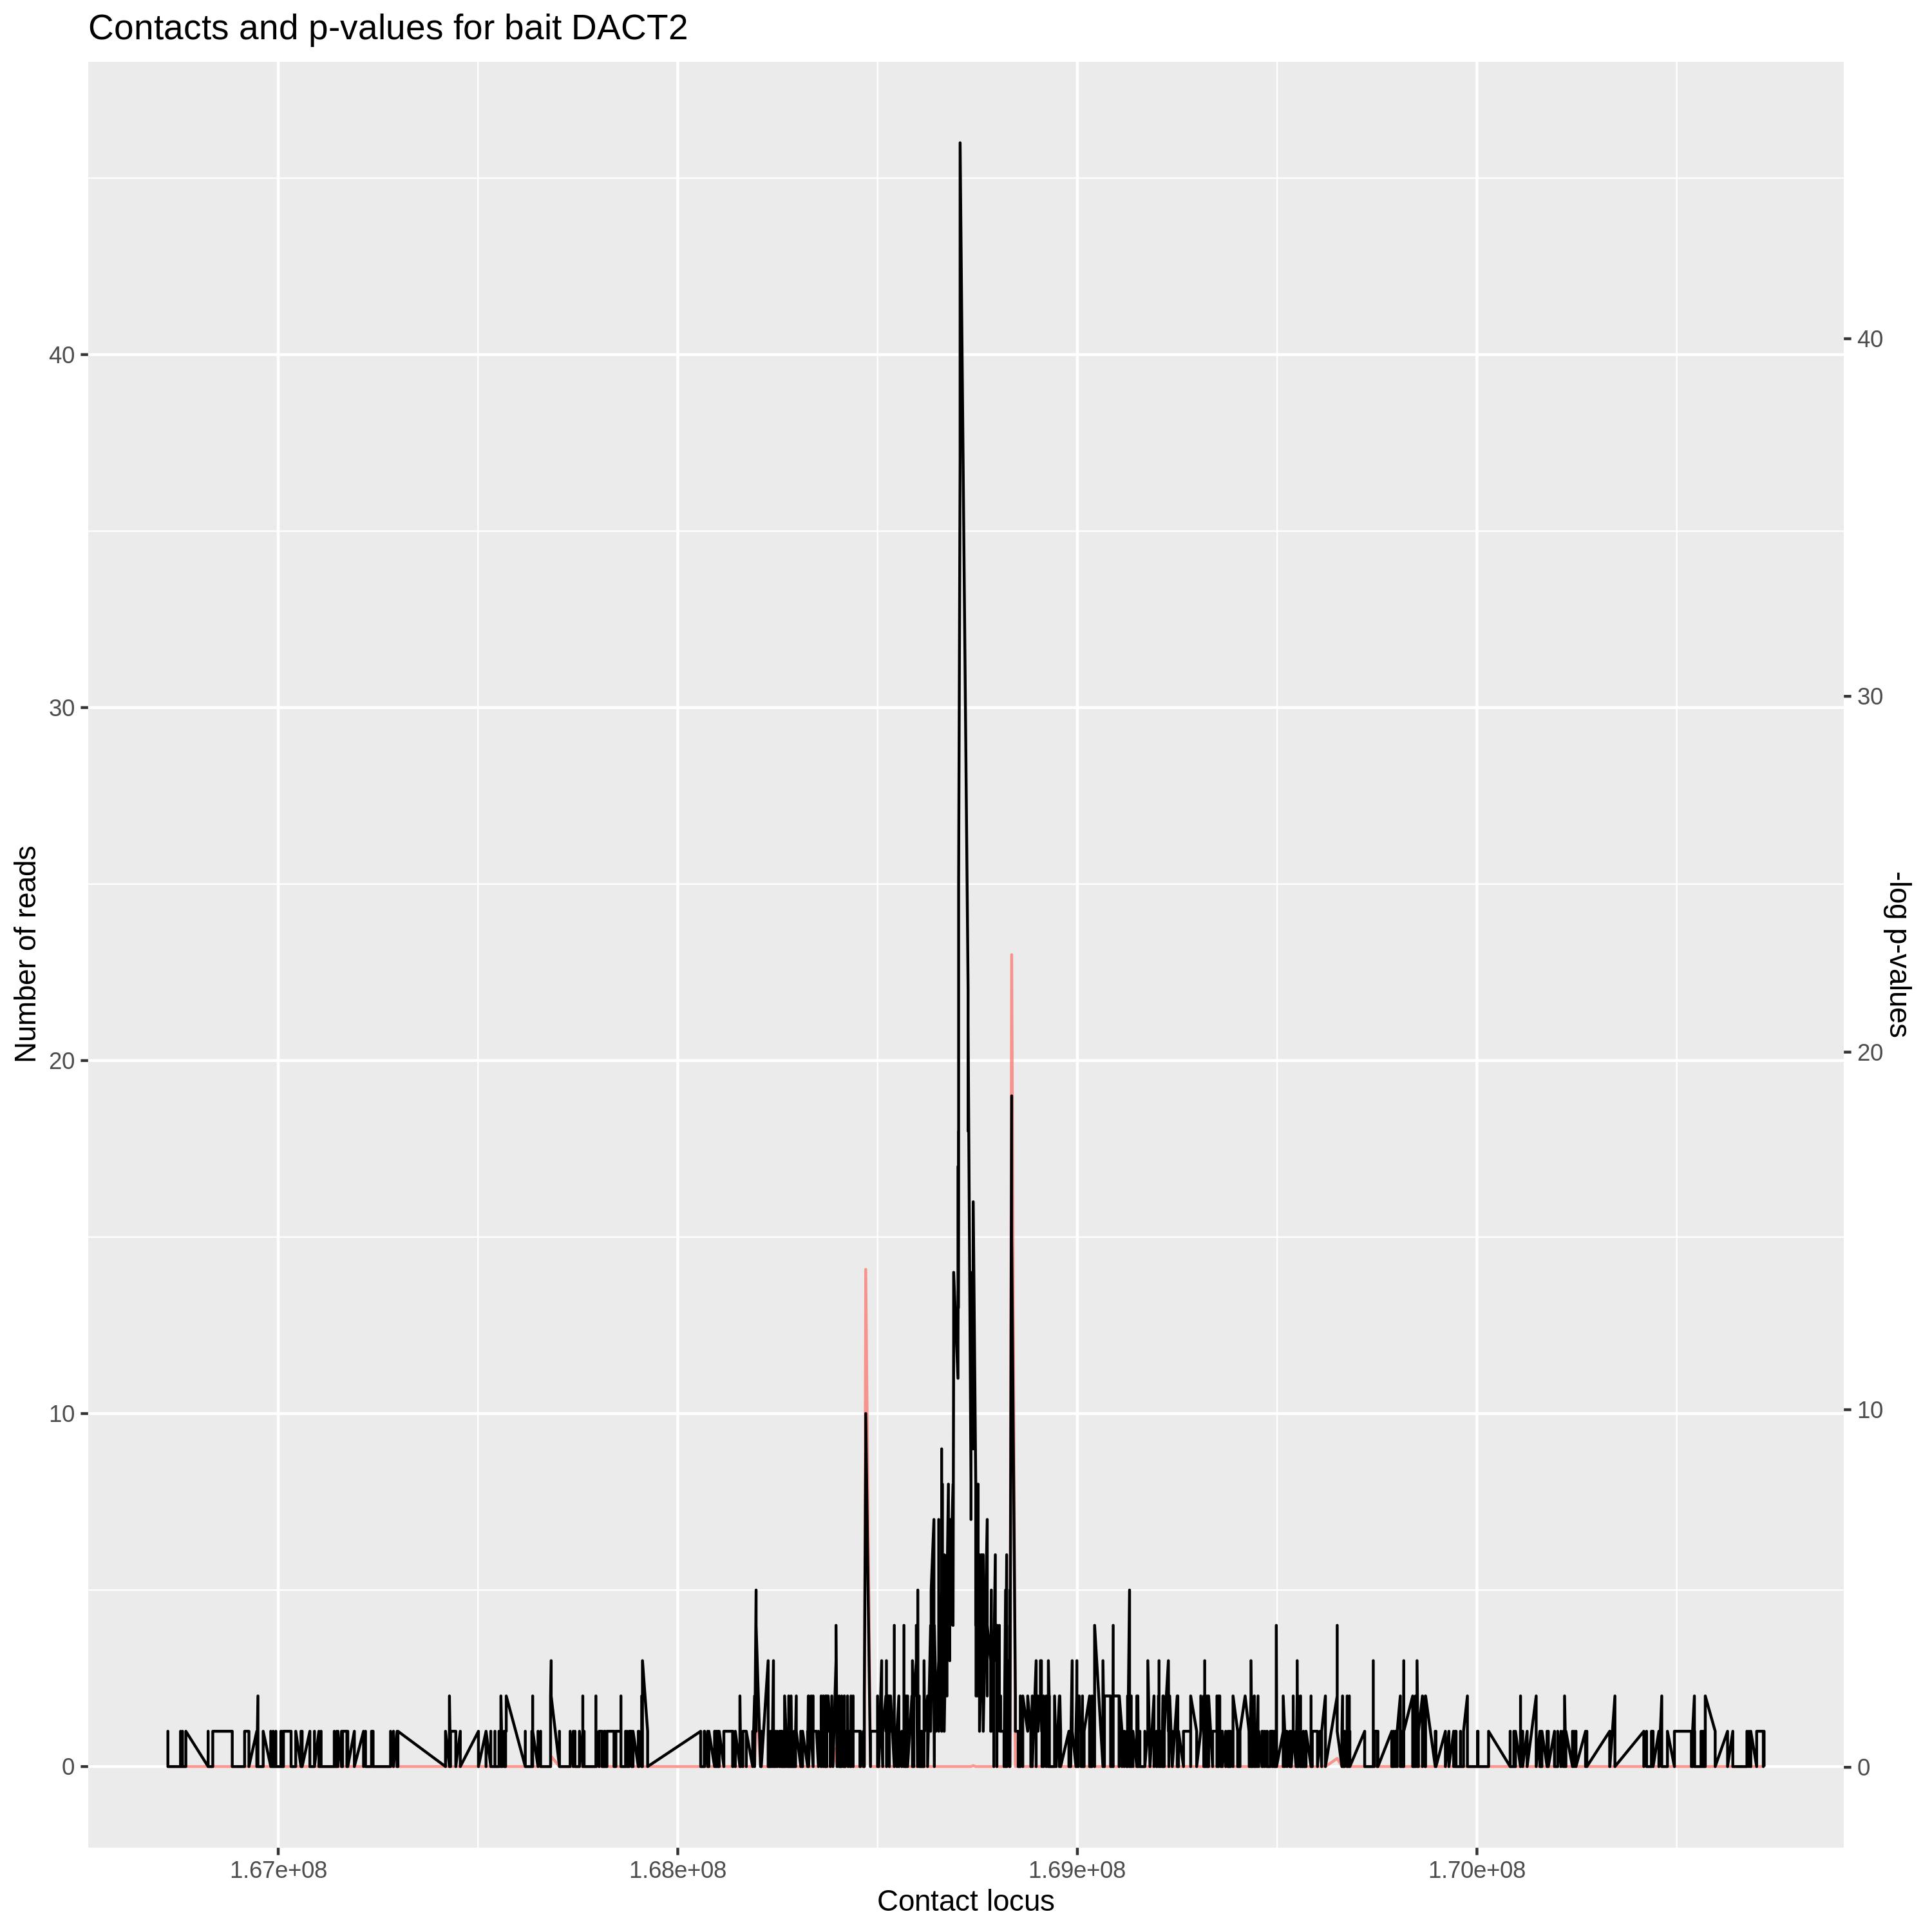 Contacts and p-values for bait DACT2
Number of reads
40
30
20
10
0
40
30
20
10
0
-log p-values
1.67e+08
1.68e+08
1.69e+08
1.70e+08
Contact locus